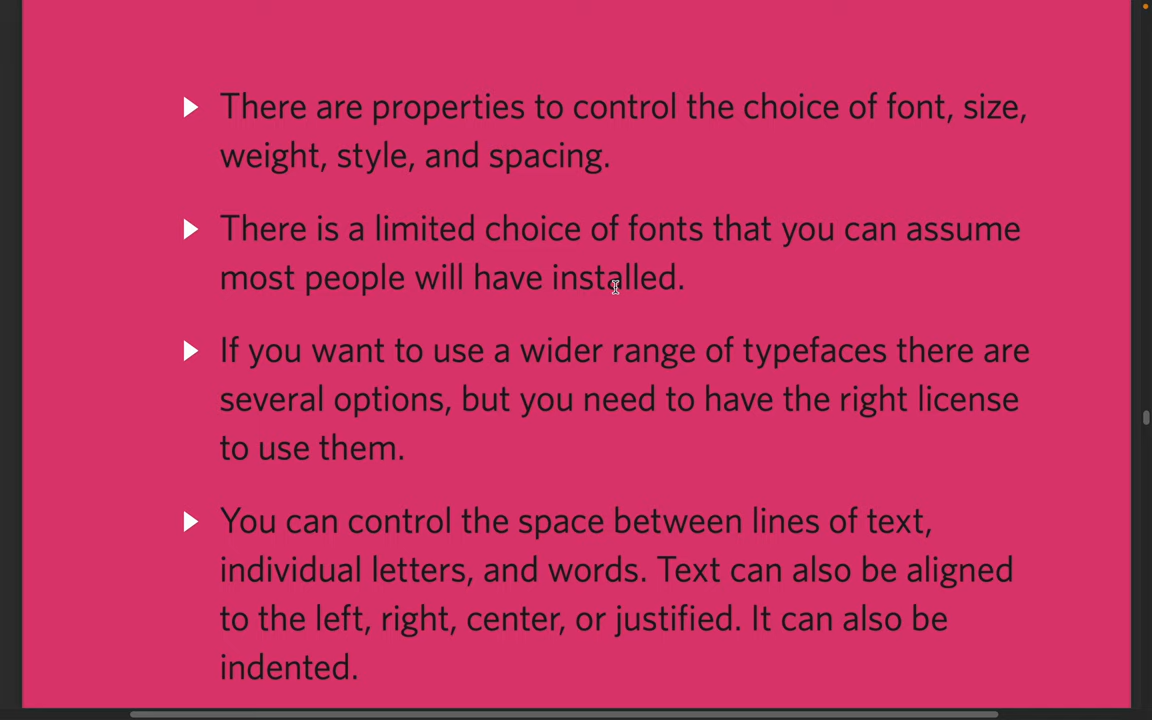 There are properties to control the choice of font, size,
weight, style, and spacing.
There is a limited choice of fonts that you can assume
most people will have installed.
If you want to use a wider range of typefaces there are
several options, but you need to have the right license
to use them.
You can control the space between lines of text,
individual letters, and words. Text can also be aligned
to the left, right, center, or justified. It can also be
indented.